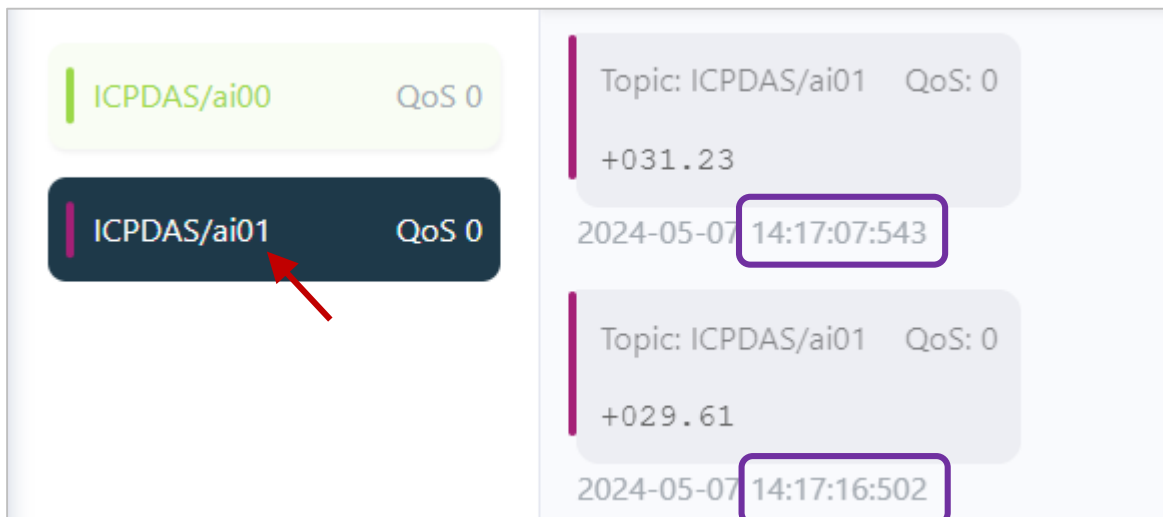 ICPDAS/ai00 QoS 0
ICPDAS/ai01 QoS 0
Topic: ICPDAS/ai01 QoS: 0
+031.23
2024-05-07 14:17:07:543
Topic: ICPDAS/ai01 QoS: 0
+029.61
2024-05-07 14:17:16:502